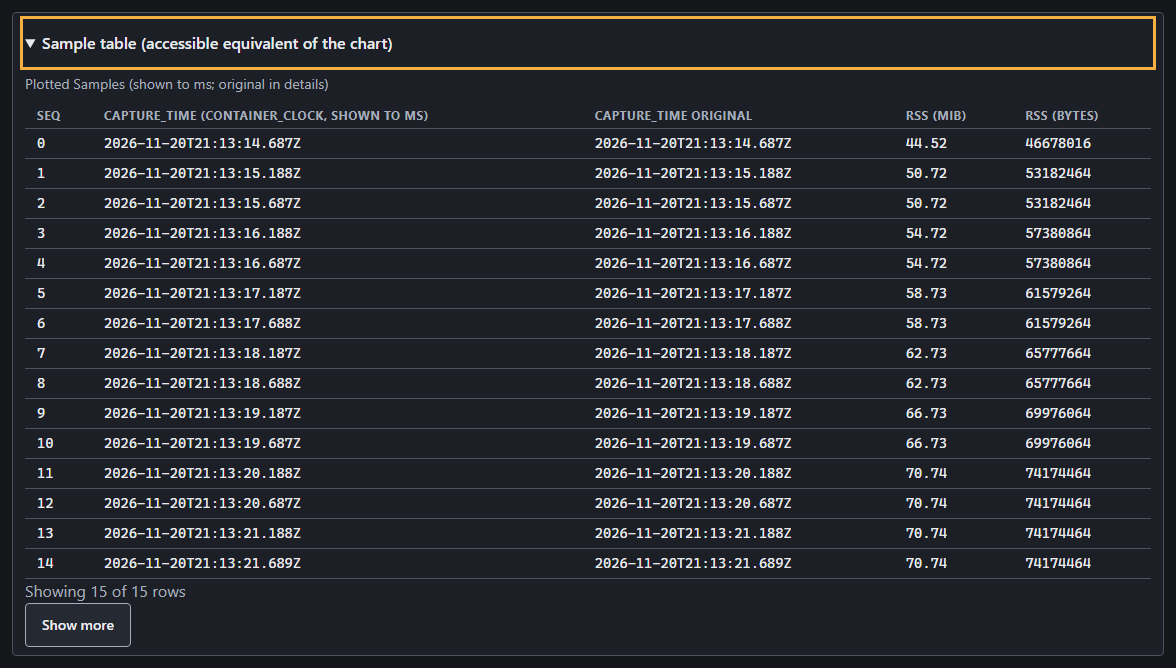 ▼ Sample table (accessible equivalent of the chart)
Plotted Samples (shown to ms; original in details)
SEQ CAPTURE_TIME (CONTAINER_CLOCK, SHOWN TO MS) CAPTURE_TIME ORIGINAL RSS (MIB) RSS (BYTES)
0 2026-11-20T21:13:14.687Z 2026-11-20T21:13:14.687Z 44.52 46678016
1 2026-11-20T21:13:15.188Z 2026-11-20T21:13:15.188Z 50.72 53182464
2 2026-11-20T21:13:15.687Z 2026-11-20T21:13:15.687Z 50.72 53182464
3 2026-11-20T21:13:16.188Z 2026-11-20T21:13:16.188Z 54.72 57380864
4 2026-11-20T21:13:16.687Z 2026-11-20T21:13:16.687Z 54.72 57380864
5 2026-11-20T21:13:17.187Z 2026-11-20T21:13:17.187Z 58.73 61579264
6 2026-11-20T21:13:17.688Z 2026-11-20T21:13:17.688Z 58.73 61579264
7 2026-11-20T21:13:18.187Z 2026-11-20T21:13:18.187Z 62.73 65777664
8 2026-11-20T21:13:18.688Z 2026-11-20T21:13:18.688Z 62.73 65777664
9 2026-11-20T21:13:19.187Z 2026-11-20T21:13:19.187Z 66.73 69976064
10 2026-11-20T21:13:19.687Z 2026-11-20T21:13:19.687Z 66.73 69976064
11 2026-11-20T21:13:20.188Z 2026-11-20T21:13:20.188Z 70.74 74174464
12 2026-11-20T21:13:20.687Z 2026-11-20T21:13:20.687Z 70.74 74174464
13 2026-11-20T21:13:21.188Z 2026-11-20T21:13:21.188Z 70.74 74174464
14 2026-11-20T21:13:21.689Z 2026-11-20T21:13:21.689Z 70.74 74174464
Showing 15 of 15 rows
Show more